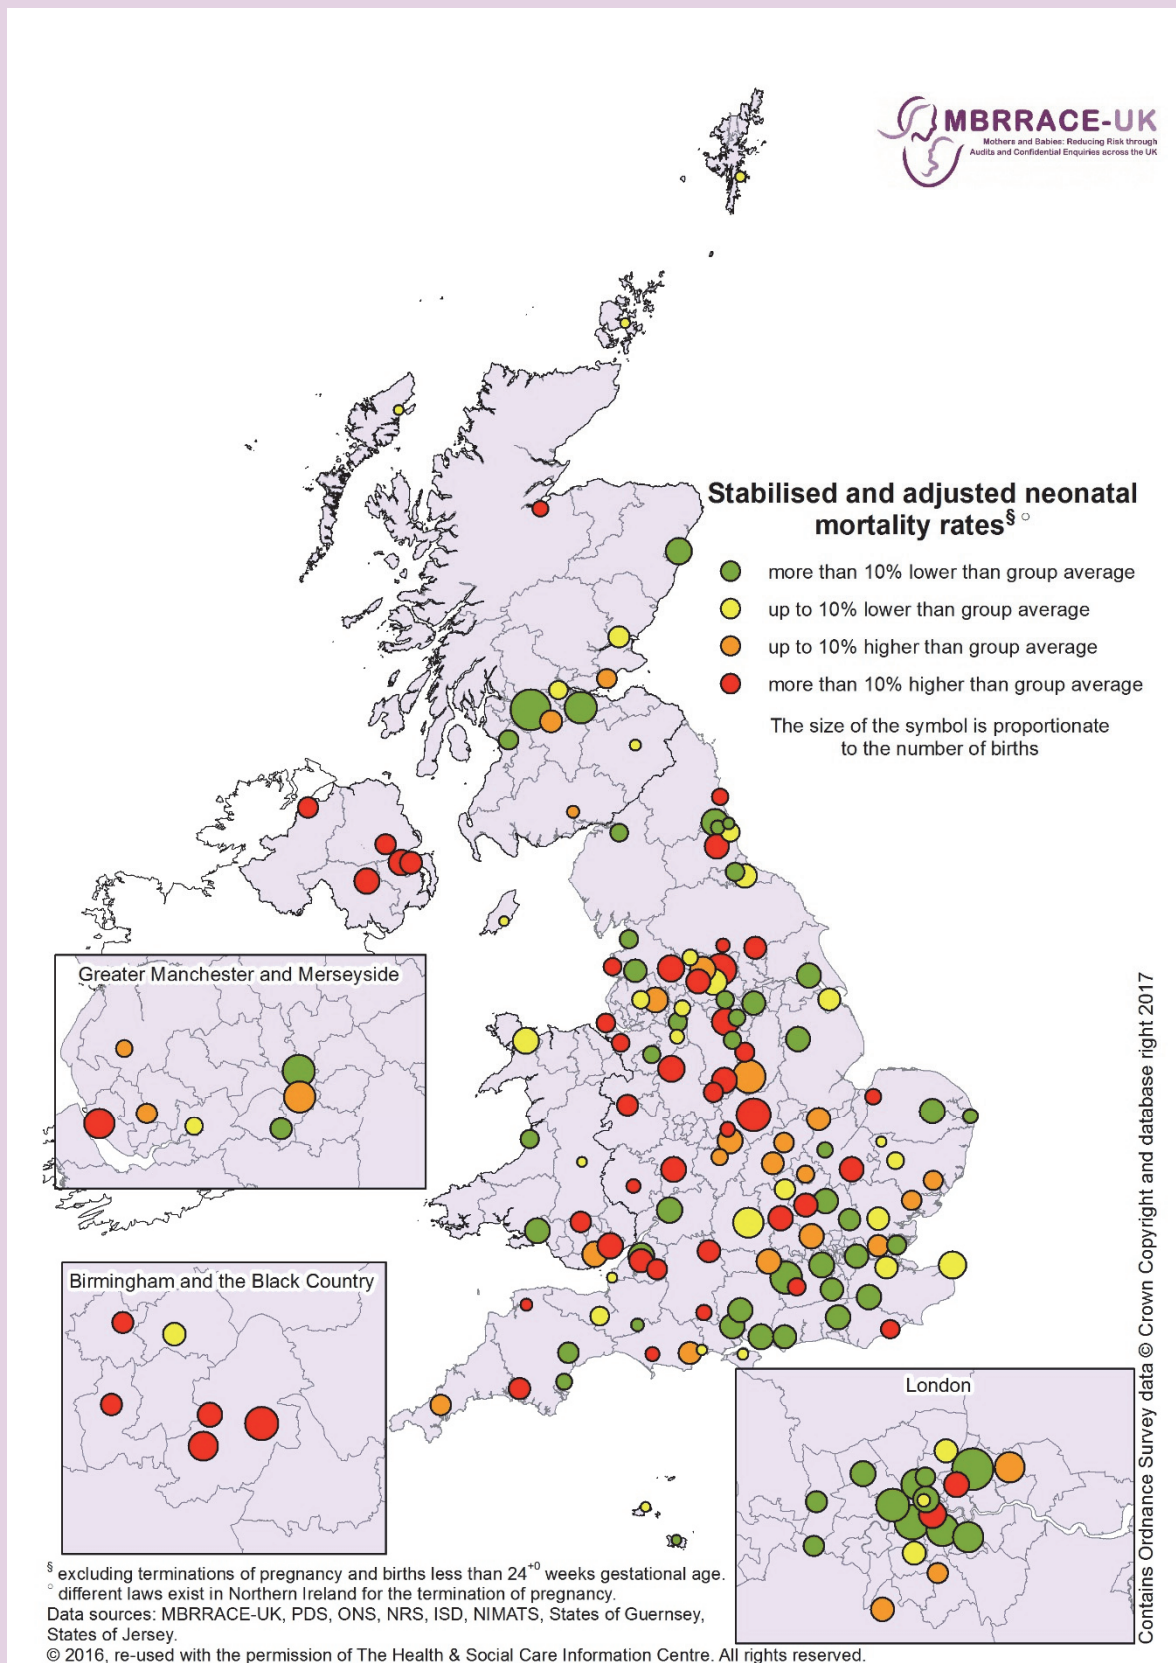 MBRRACE-UK
Mothers and Babies: Reducing Risk through
Audits and Confidential Enquiries across the UK
Stabilised and adjusted neonatal
mortality rates§ °
more than 10% lower than group average
up to 10% lower than group average
up to 10% higher than group average
more than 10% higher than group average
The size of the symbol is proportionate
to the number of births
Greater Manchester and Merseyside
Birmingham and the Black Country
London
Contains Ordnance Survey data © Crown Copyright and database right 2017
§ excluding terminations of pregnancy and births less than 24+0 weeks gestational age.
° different laws exist in Northern Ireland for the termination of pregnancy.
Data sources: MBRRACE-UK, PDS, ONS, NRS, ISD, NIMATS, States of Guernsey,
States of Jersey.
© 2016, re-used with the permission of The Health & Social Care Information Centre. All rights reserved.